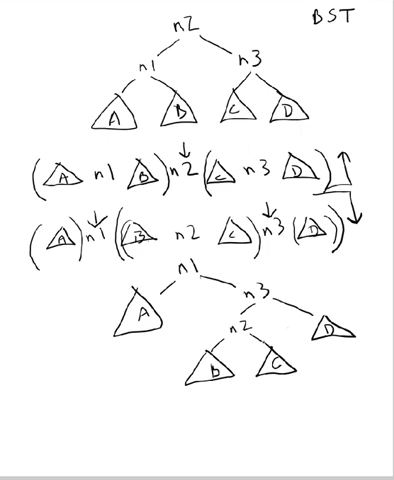 BST
n2
n1 n3
A B C D
(A n1 B) n2 (C n3 D)
(A) n1 ((B n2 C) n3 (D))
n1
A n3
n2 D
B C